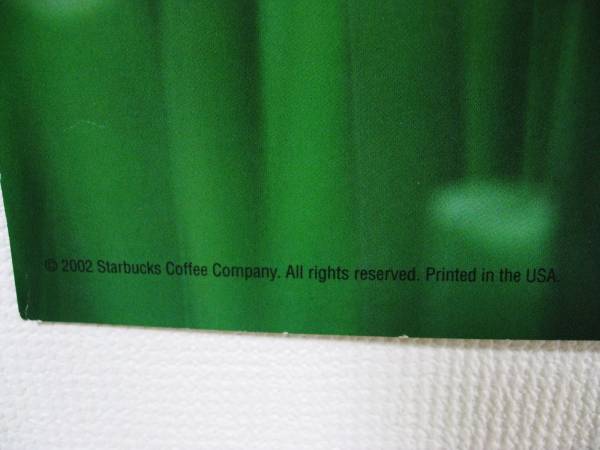 © 2002 Starbucks Coffee Company. All rights reserved. Printed in the USA.